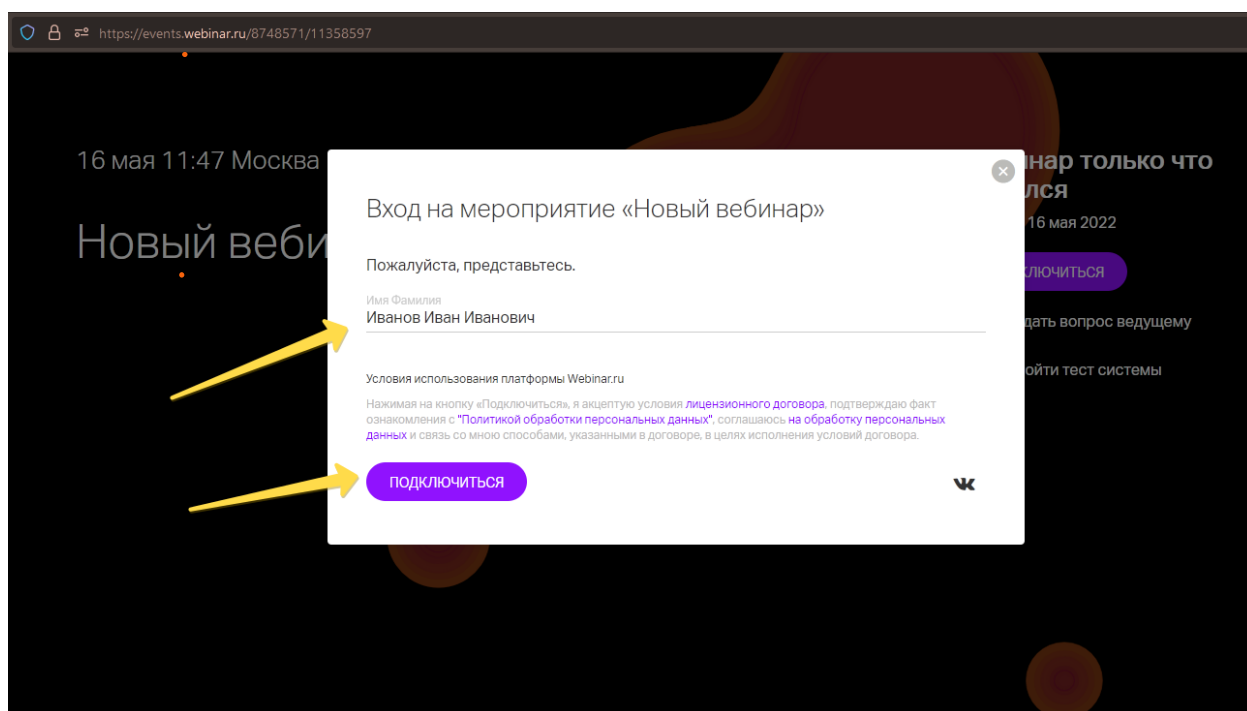 https://events.webinar.ru/8748571/11358597
16 мая 11:47 Москва
Новый веби
Вход на мероприятие «Новый вебинар»
Пожалуйста, представьтесь.
Имя Фамилия
Иванов Иван Иванович
Условия использования платформы Webinar.ru
Нажимая на кнопку «Подключиться», я акцептую условия лицензионного договора, подтверждаю факт
ознакомления с "Политикой обработки персональных данных", соглашаюсь на обработку персональных
данных и связь со мною способами, указанными в договоре, в целях исполнения условий договора.
ПОДКЛЮЧИТЬСЯ
инар только что
лся
16 мая 2022
ключиться
дать вопрос ведущему
ойти тест системы